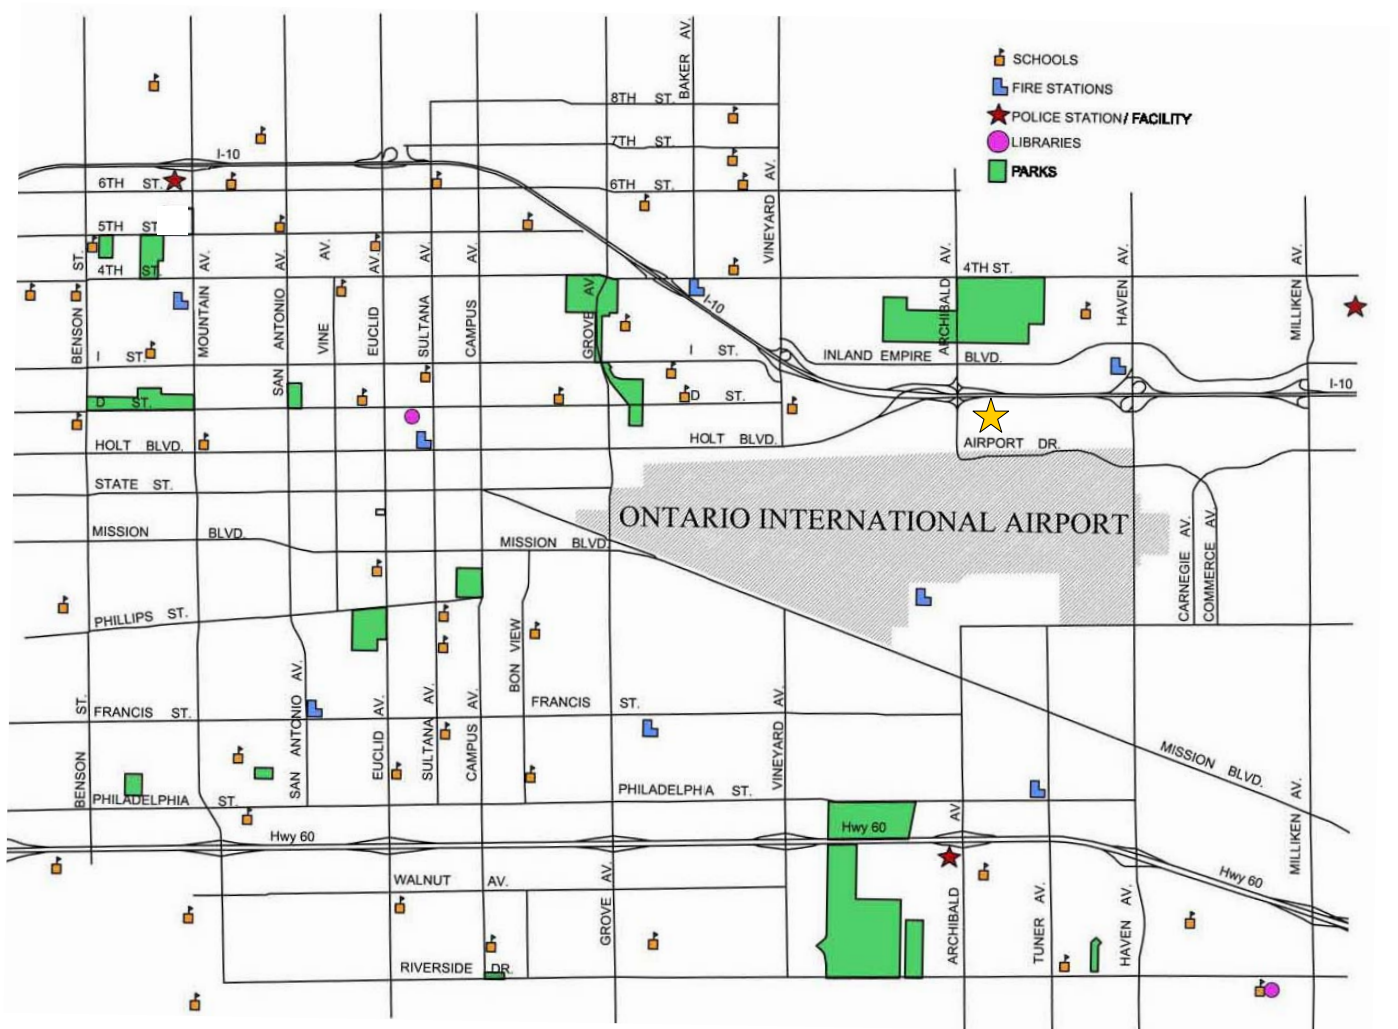 BAKER AV.
SCHOOLS
FIRE STATIONS
POLICE STATION / FACILITY
LIBRARIES
PARKS
8TH ST.
7TH ST.
6TH ST.
I-10
6TH ST.
5TH ST
4TH ST.
4TH ST.
BENSON ST.
MOUNTAIN AV.
SAN ANTONIO AV.
VINE AV.
EUCLID AV.
SULTANA AV.
CAMPUS AV.
GROVE AV.
I-10
VINEYARD AV.
ARCHIBALD AV.
HAVEN AV.
MILLIKEN AV.
I ST.
I ST.
INLAND EMPIRE BLVD.
I-10
D ST.
D ST.
HOLT BLVD.
HOLT BLVD.
AIRPORT DR.
STATE ST.
ONTARIO INTERNATIONAL AIRPORT
MISSION BLVD.
MISSION BLVD.
CARNEGIE AV.
COMMERCE AV.
PHILLIPS ST.
BON VIEW
FRANCIS ST.
FRANCIS ST.
BENSON ST.
SAN ANTONIO AV.
EUCLID AV.
SULTANA AV.
CAMPUS AV.
VINEYARD AV.
MISSION BLVD.
PHILADELPHIA ST.
PHILADELPH A ST.
MILLIKEN AV.
Hwy 60
Hwy 60
Hwy 60
WALNUT AV.
GROVE AV.
ARCHIBALD AV
TUNER AV.
HAVEN AV.
RIVERSIDE DR.